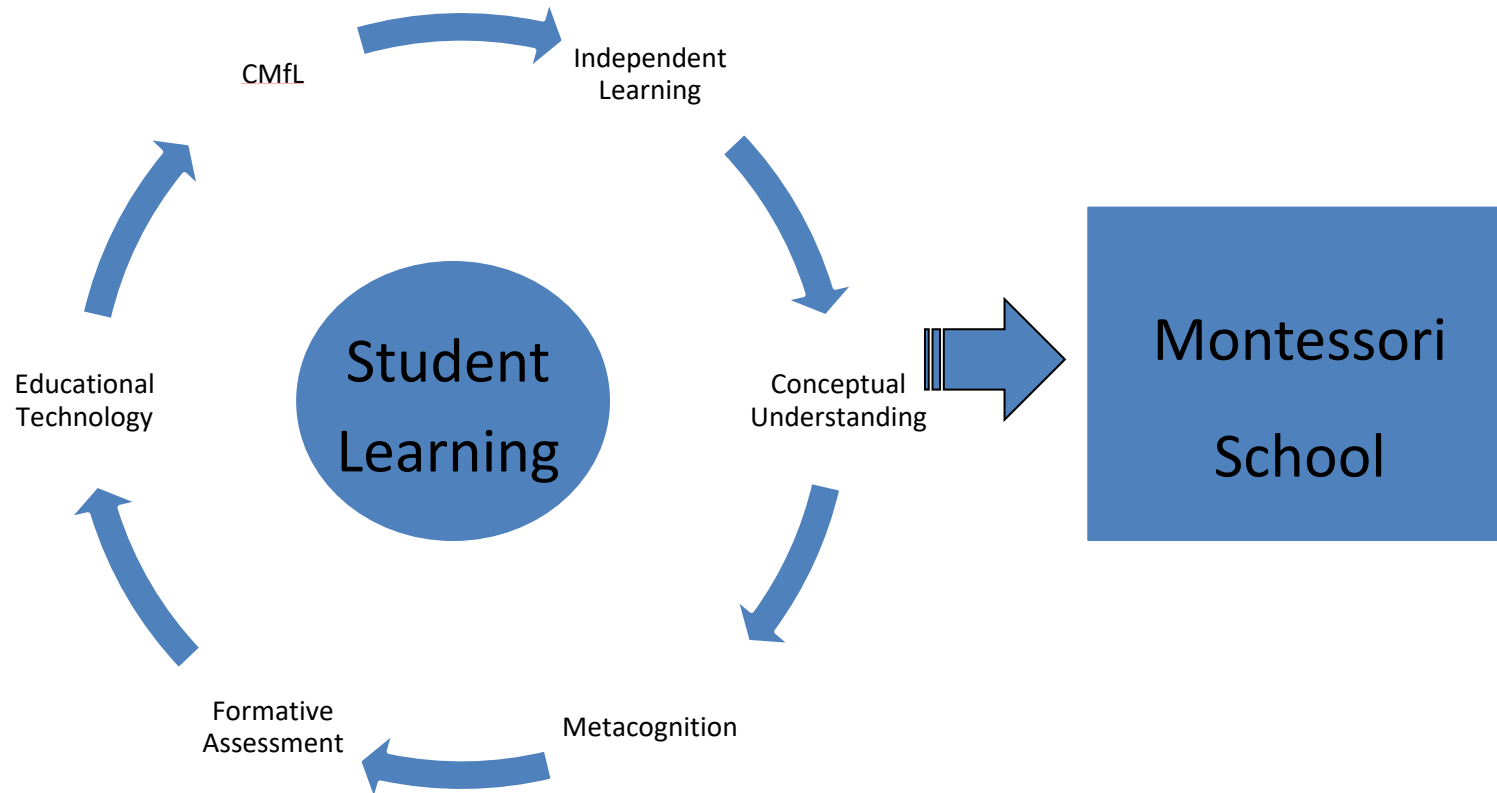 CMfL
Independent
Learning
Student
Learning
Montessori
School
Educational
Technology
Conceptual
Understanding
Formative
Assessment
Metacognition